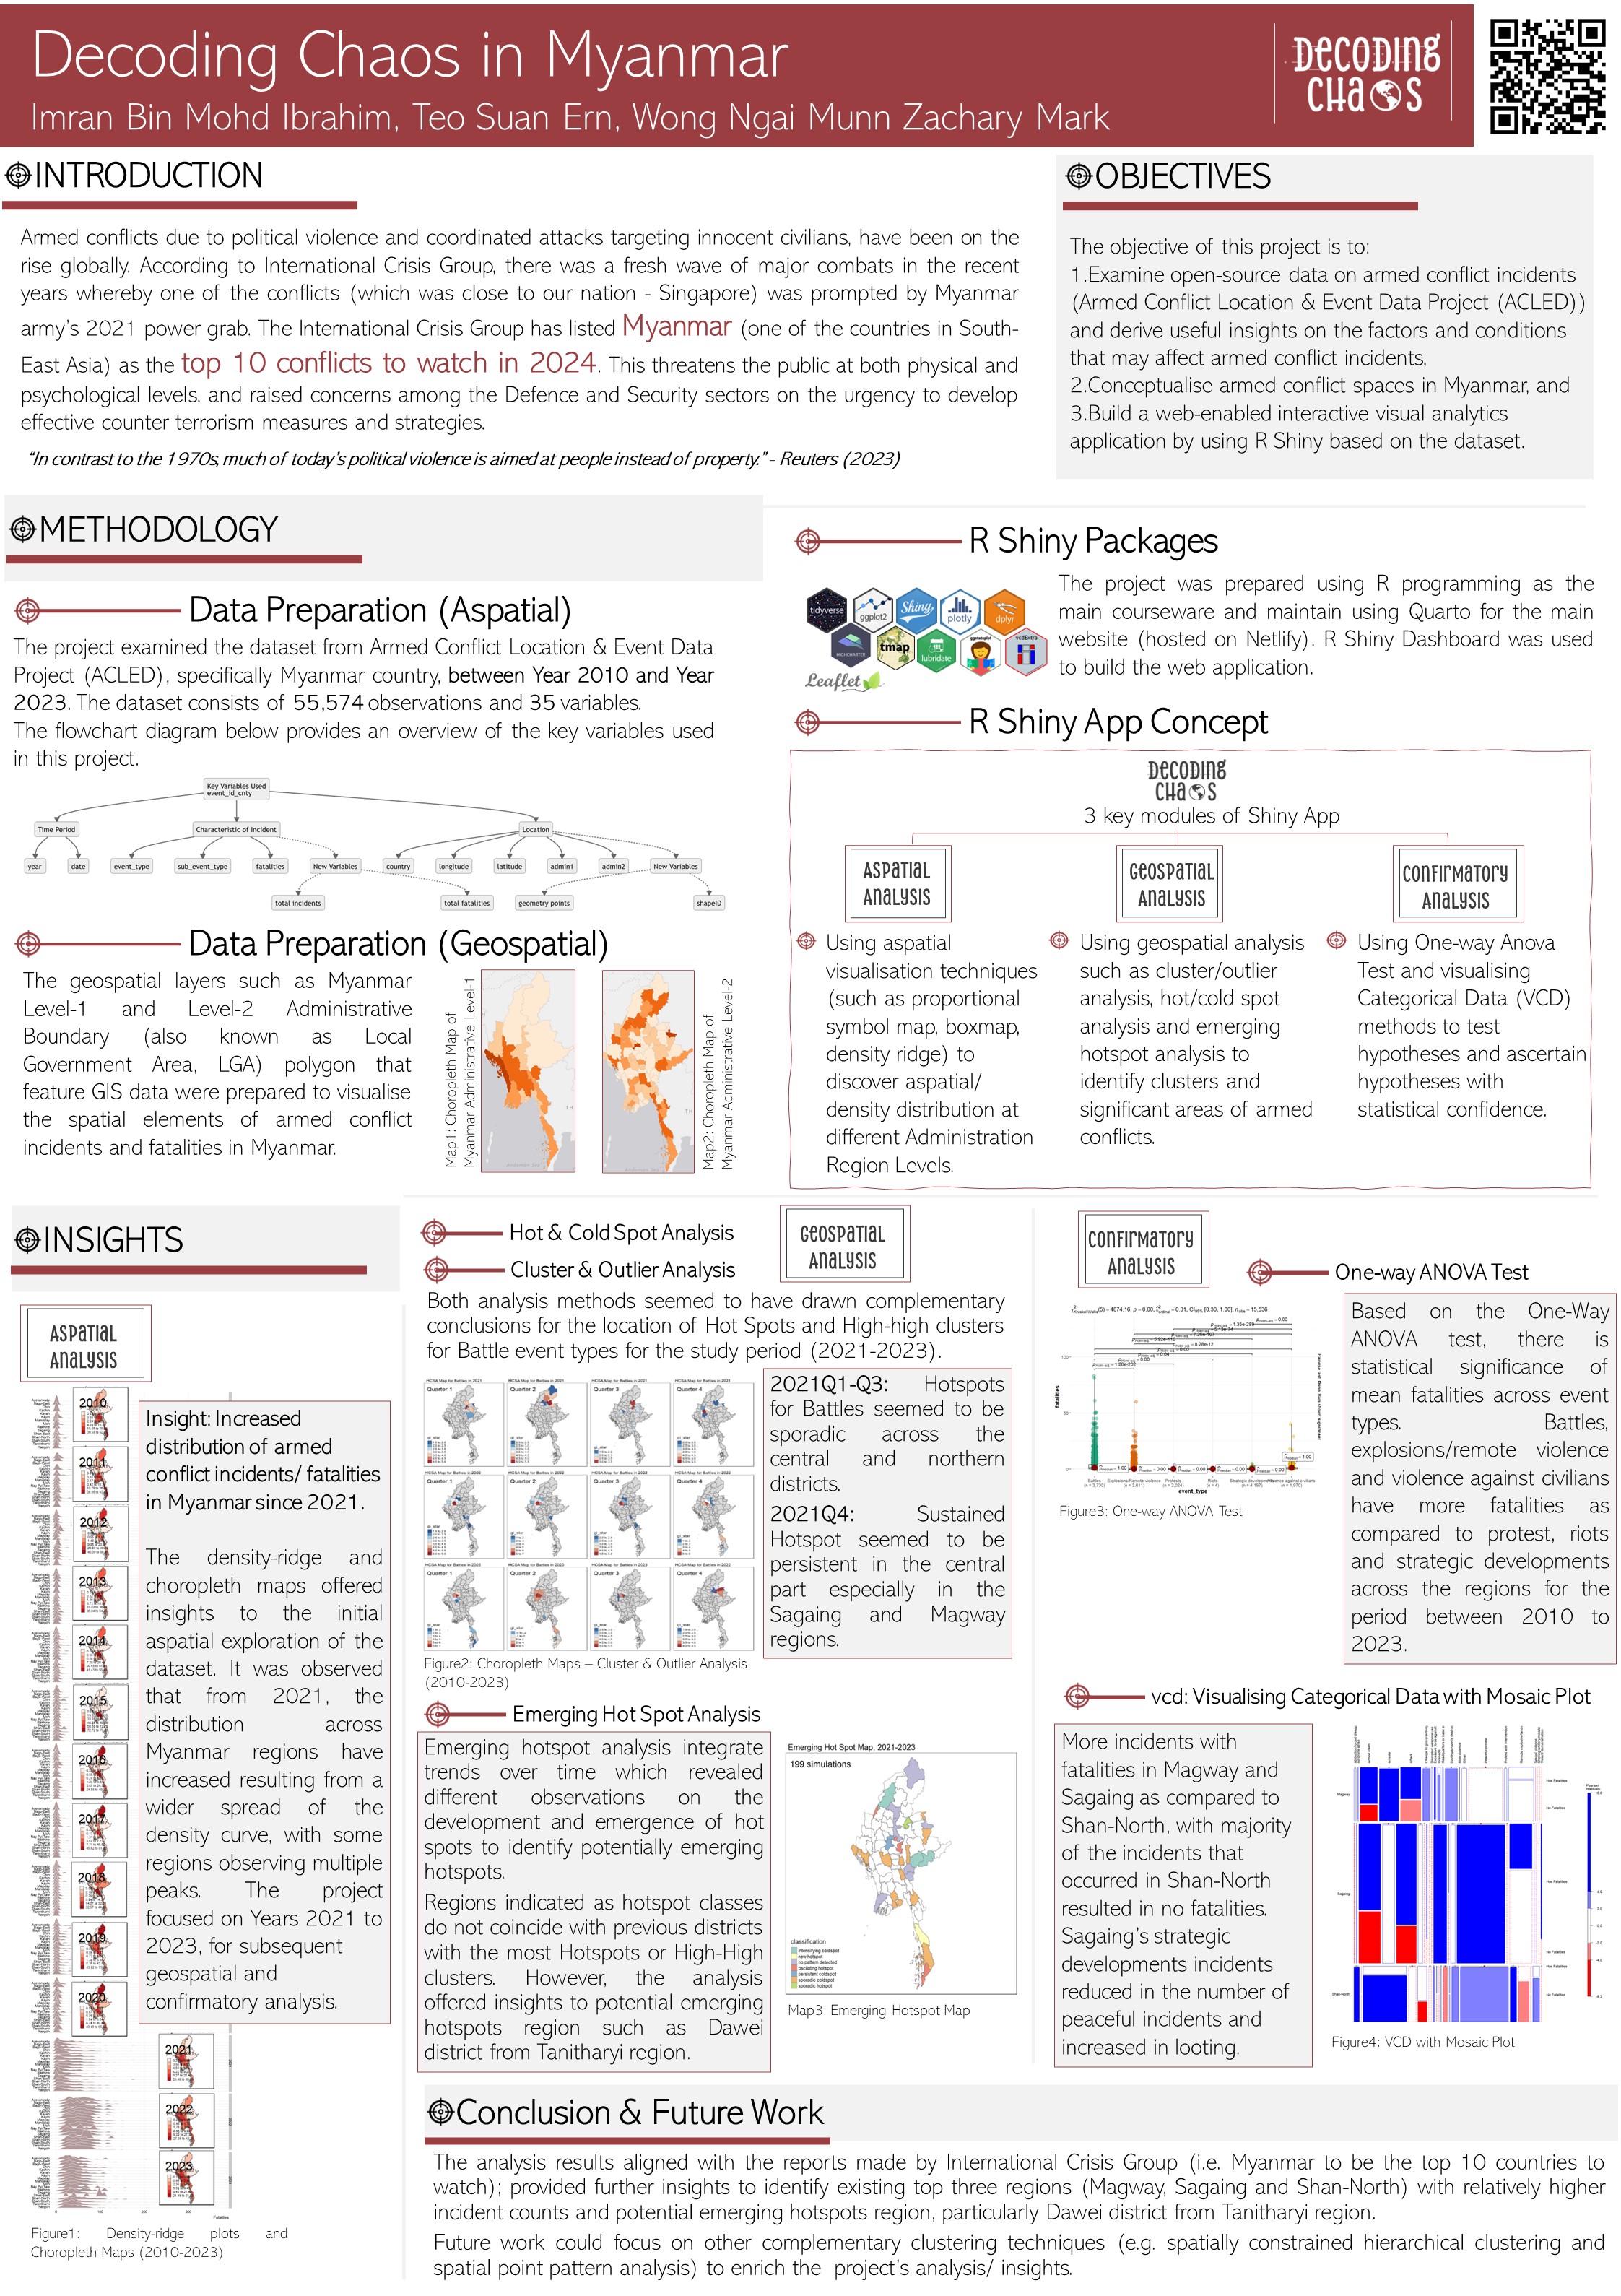 Decoding Chaos in Myanmar
Imran Bin Mohd Ibrahim, Teo Suan Ern, Wong Ngai Munn Zachary Mark
DECODING
CHAOS
INTRODUCTION
Armed conflicts due to political violence and coordinated attacks targeting innocent civilians, have been on the
rise globally. According to International Crisis Group, there was a fresh wave of major combats in the recent
years whereby one of the conflicts (which was close to our nation - Singapore) was prompted by Myanmar
army's 2021 power grab. The International Crisis Group has listed Myanmar (one of the countries in South-
East Asia) as the top 10 conflicts to watch in 2024. This threatens the public at both physical and
psychological levels, and raised concerns among the Defence and Security sectors on the urgency to develop
effective counter terrorism measures and strategies.
"In contrast to the 1970s, much of today's political violence is aimed at people instead of property." - Reuters (2023)
OBJECTIVES
The objective of this project is to:
1.Examine open-source data on armed conflict incidents
(Armed Conflict Location & Event Data Project (ACLED))
and derive useful insights on the factors and conditions
that may affect armed conflict incidents,
2.Conceptualise armed conflict spaces in Myanmar, and
3.Build a web-enabled interactive visual analytics
application by using R Shiny based on the dataset.
METHODOLOGY
Data Preparation (Aspatial)
The project examined the dataset from Armed Conflict Location & Event Data
Project (ACLED), specifically Myanmar country, between Year 2010 and Year
2023. The dataset consists of 55,574 observations and 35 variables.
The flowchart diagram below provides an overview of the key variables used
in this project.
Key Variables Used
event_id_cnty
Time Period
Characteristic of Incident
Location
year
date
event_type
sub_event_type
fatalities
New Variables
country
longitude
latitude
admin1
admin2
New Variables
total incidents
total fatalities
geometry points
shapeID
Data Preparation (Geospatial)
The geospatial layers such as Myanmar
Level-1 and Level-2 Administrative
Boundary (also known as Local
Government Area, LGA) polygon that
feature GIS data were prepared to visualise
the spatial elements of armed conflict
incidents and fatalities in Myanmar.
Map1: Choropleth Map of
Myanmar Administrative Level-1
Map2: Choropleth Map of
Myanmar Administrative Level-2
R Shiny Packages
tidyverse
ggplot2
Shiny
plotly
dplyr
HIGHCHARTER
tmap
lubridate
ggstatsplot
vcdExtra
Leaflet
The project was prepared using R programming as the
main courseware and maintain using Quarto for the main
website (hosted on Netlify). R Shiny Dashboard was used
to build the web application.
R Shiny App Concept
DECODING
CHAOS
3 key modules of Shiny App
ASPATIAL
ANALYSIS
Using aspatial
visualisation techniques
(such as proportional
symbol map, boxmap,
density ridge) to
discover aspatial/
density distribution at
different Administration
Region Levels.
GEOSPATIAL
ANALYSIS
Using geospatial analysis
such as cluster/outlier
analysis, hot/cold spot
analysis and emerging
hotspot analysis to
identify clusters and
significant areas of armed
conflicts.
CONFIRMATORY
ANALYSIS
Using One-way Anova
Test and visualising
Categorical Data (VCD)
methods to test
hypotheses and ascertain
hypotheses with
statistical confidence.
INSIGHTS
ASPATIAL
ANALYSIS
2010
2011
2012
2013
2014
2015
2016
2017
2018
2019
2020
2021
2022
2023
Fatalities
Insight: Increased
distribution of armed
conflict incidents/ fatalities
in Myanmar since 2021.
The density-ridge and
choropleth maps offered
insights to the initial
aspatial exploration of the
dataset. It was observed
that from 2021, the
distribution across
Myanmar regions have
increased resulting from a
wider spread of the
density curve, with some
regions observing multiple
peaks. The project
focused on Years 2021 to
2023, for subsequent
geospatial and
confirmatory analysis.
Figure1: Density-ridge plots and
Choropleth Maps (2010-2023)
Hot & Cold Spot Analysis
Cluster & Outlier Analysis
GEOSPATIAL
ANALYSIS
Both analysis methods seemed to have drawn complementary
conclusions for the location of Hot Spots and High-high clusters
for Battle event types for the study period (2021-2023).
Quarter 1
Quarter 2
Quarter 3
Quarter 4
Quarter 1
Quarter 2
Quarter 3
Quarter 4
Quarter 1
Quarter 2
Quarter 3
Quarter 4
2021Q1-Q3: Hotspots
for Battles seemed to be
sporadic across the
central and northern
districts.
2021Q4: Sustained
Hotspot seemed to be
persistent in the central
part especially in the
Sagaing and Magway
regions.
Figure2: Choropleth Maps – Cluster & Outlier Analysis
(2010-2023)
Emerging Hot Spot Analysis
Emerging hotspot analysis integrate
trends over time which revealed
different observations on the
development and emergence of hot
spots to identify potentially emerging
hotspots.
Regions indicated as hotspot classes
do not coincide with previous districts
with the most Hotspots or High-High
clusters. However, the analysis
offered insights to potential emerging
hotspots region such as Dawei
district from Tanitharyi region.
Emerging Hot Spot Map, 2021-2023
199 simulations
classification
intensifying coldspot
new hotspot
no pattern detected
oscilating hotspot
persistent coldspot
sporadic coldspot
sporadic hotspot
Map3: Emerging Hotspot Map
CONFIRMATORY
ANALYSIS
One-way ANOVA Test
fatalities
event_type
Figure3: One-way ANOVA Test
Based on the One-Way
ANOVA test, there is
statistical significance of
mean fatalities across event
types. Battles,
explosions/remote violence
and violence against civilians
have more fatalities as
compared to protest, riots
and strategic developments
across the regions for the
period between 2010 to
2023.
vcd: Visualising Categorical Data with Mosaic Plot
More incidents with
fatalities in Magway and
Sagaing as compared to
Shan-North, with majority
of the incidents that
occurred in Shan-North
resulted in no fatalities.
Sagaing's strategic
developments incidents
reduced in the number of
peaceful incidents and
increased in looting.
Figure4: VCD with Mosaic Plot
Conclusion & Future Work
The analysis results aligned with the reports made by International Crisis Group (i.e. Myanmar to be the top 10 countries to
watch); provided further insights to identify existing top three regions (Magway, Sagaing and Shan-North) with relatively higher
incident counts and potential emerging hotspots region, particularly Dawei district from Tanitharyi region.
Future work could focus on other complementary clustering techniques (e.g. spatially constrained hierarchical clustering and
spatial point pattern analysis) to enrich the project's analysis/ insights.